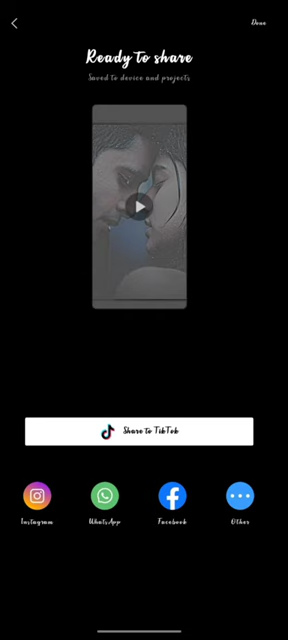 Done
Ready to share
Saved to device and projects
Share to TikTok
Instagram
WhatsApp
Facebook
Other